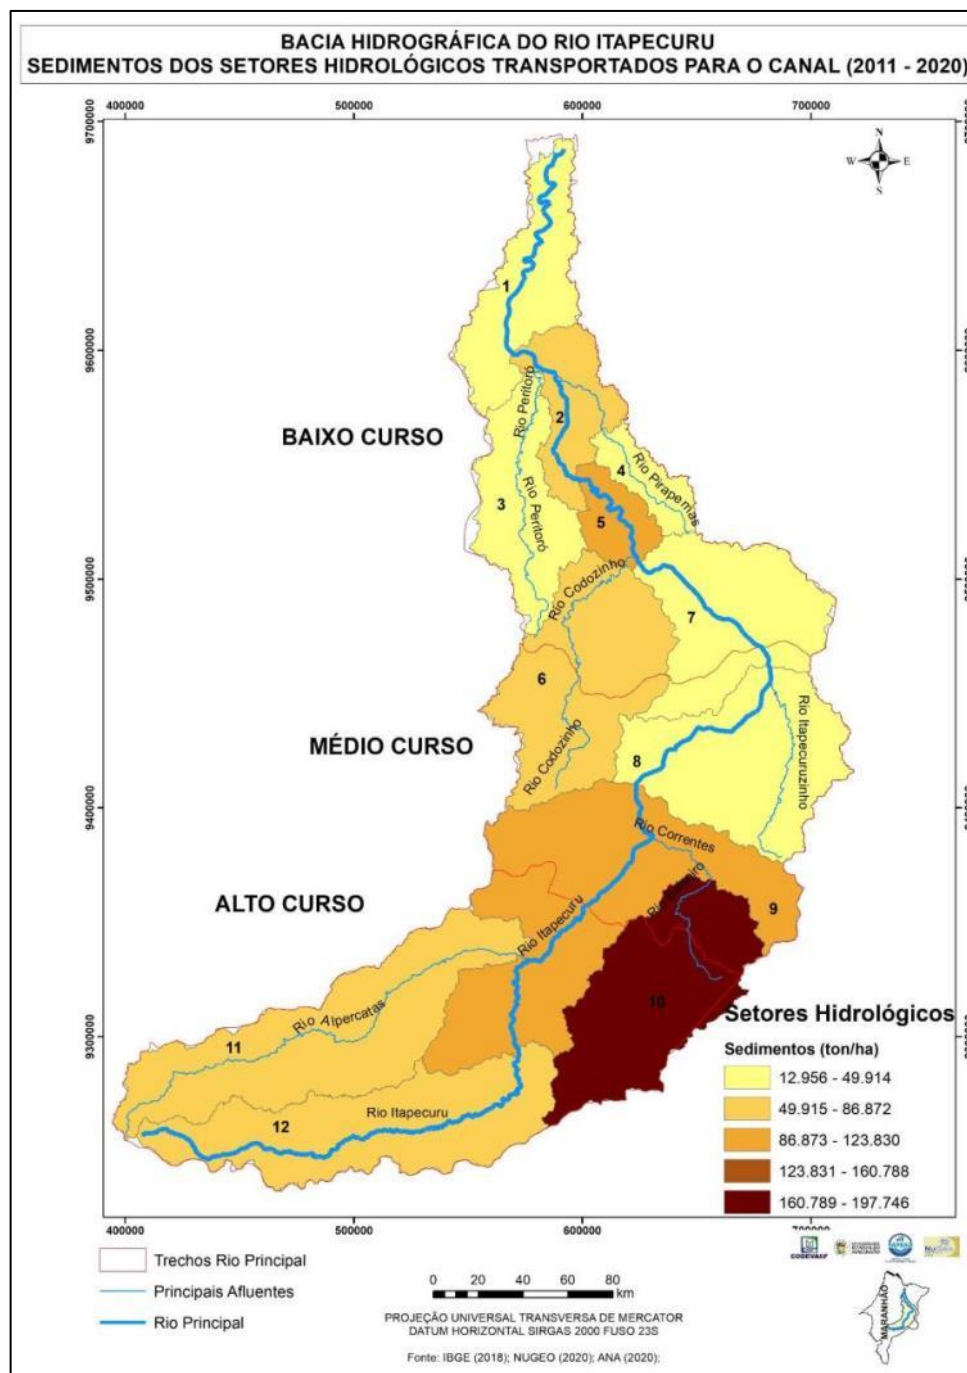 BACIA HIDROGRÁFICA DO RIO ITAPECURU
SEDIMENTOS DOS SETORES HIDROLÓGICOS TRANSPORTADOS PARA O CANAL (2011 - 2020)
400000 500000 600000 700000
9700000
N
W E
S
1
9600000
Rio Peritoró
2
BAIXO CURSO
4
Rio Pirapemas
3
Rio Peritoró
5
9500000
Rio Codozinho
7
6
Rio Itapecuruzinho
MÉDIO CURSO
8
Rio Codozinho
9400000
Rio Correntes
ALTO CURSO
9
Rio Itapecuru
10
Rio Alpercatas
11
9300000
Rio Itapecuru
12
Setores Hidrológicos
Sedimentos (ton/ha)
12.956 - 49.914
49.915 - 86.872
86.873 - 123.830
123.831 - 160.788
160.789 - 197.746
400000 500000 600000 700000
Trechos Rio Principal
Principais Afluentes
Rio Principal
0 20 40 60 80
km
PROJEÇÃO UNIVERSAL TRANSVERSA DE MERCATOR
DATUM HORIZONTAL SIRGAS 2000 FUSO 23S
Fonte: IBGE (2018); NUGEO (2020); ANA (2020);
CODEVASF
MARANHÃO